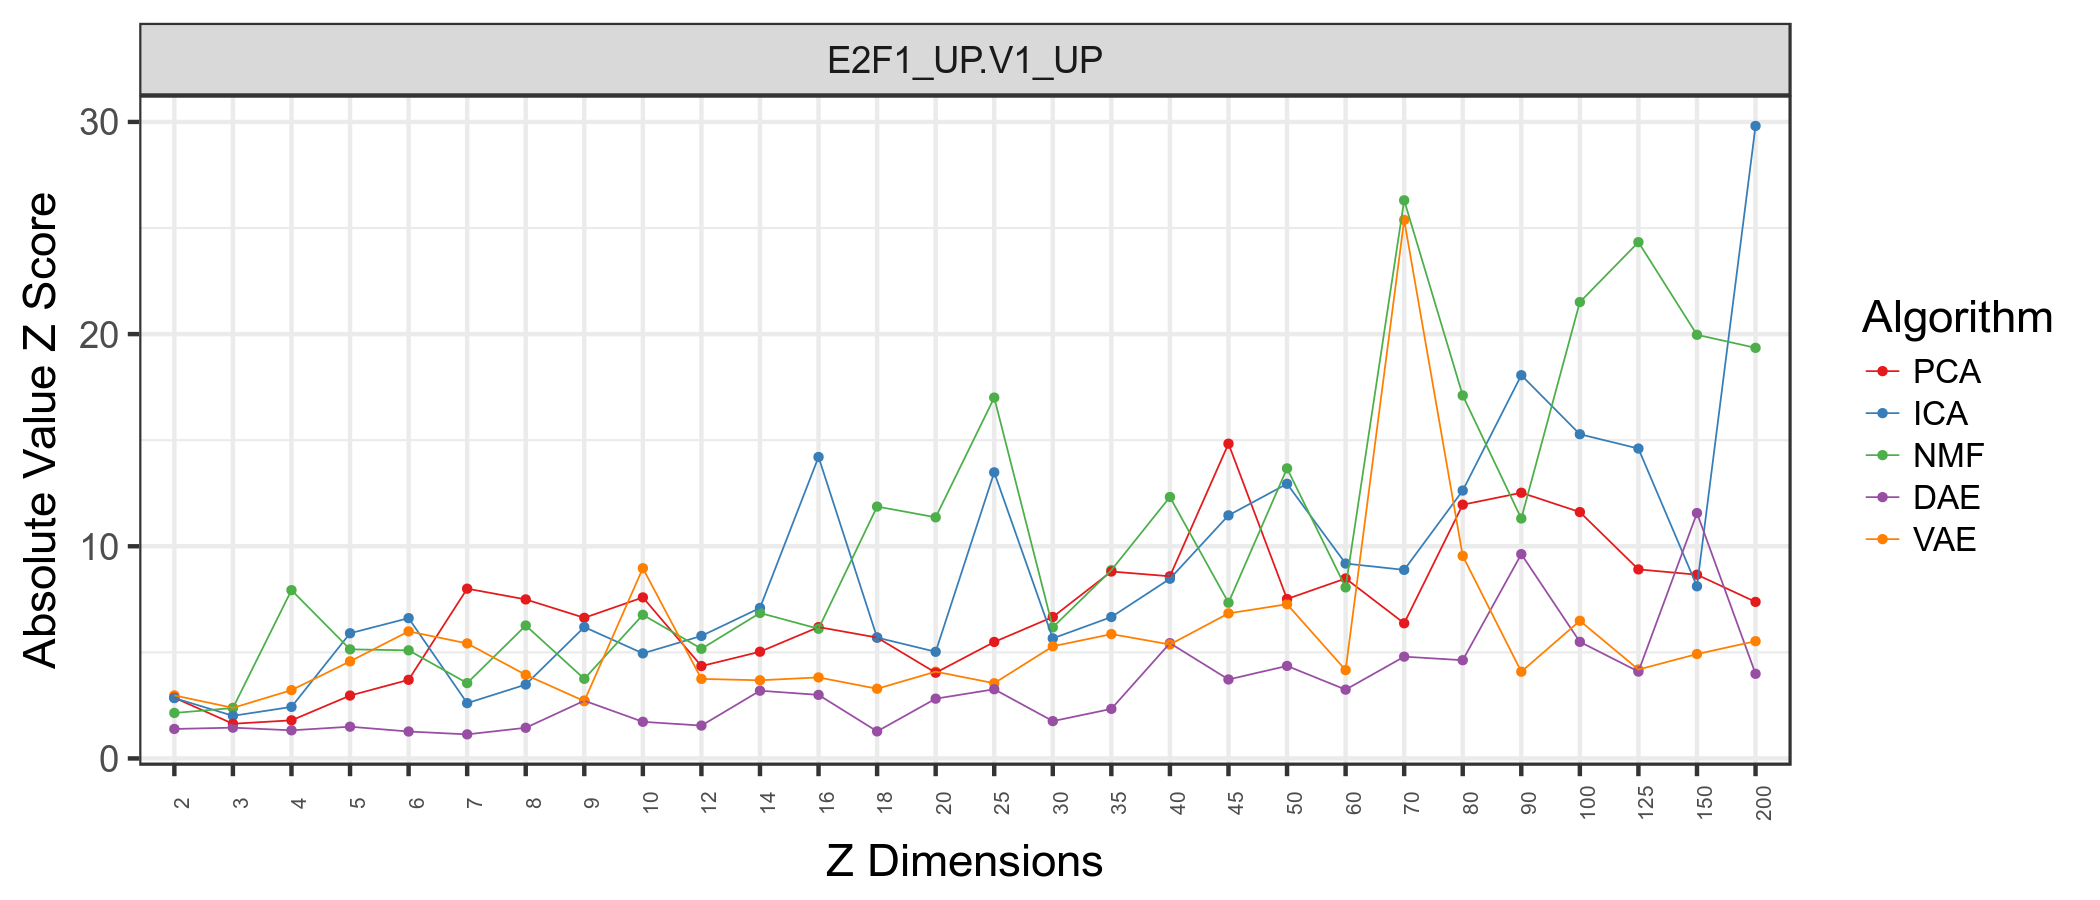 E2F1_UP.V1_UP
Absolute Value Z Score
30
20
10
0
2 3 4 5 6 7 8 9 10 12 14 16 18 20 25 30 35 40 45 50 60 70 80 90 100 125 150 200
Z Dimensions
Algorithm
PCA
ICA
NMF
DAE
VAE